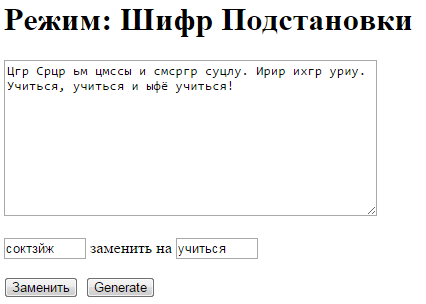 Режим: Шифр Подстановки
Цгр Срцр ьм цмссы и смсргр суцлу. Ирир ихгр уриу.
Учиться, учиться и ыфё учиться!
соктзйж заменить на учиться
Заменить Generate